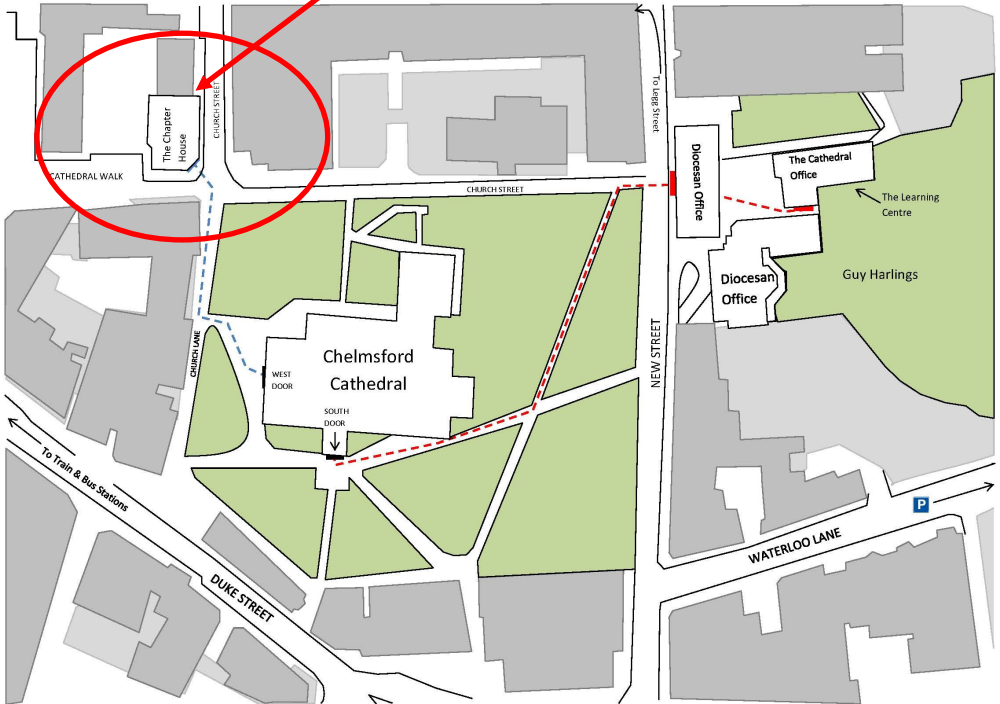 To Legg Street
CHURCH STREET
The Chapter
House
CATHEDRAL WALK
CHURCH STREET
Diocesan Office
The Cathedral
Office
The Learning
Centre
Guy Harlings
Diocesan
Office
Chelmsford
Cathedral
WEST
DOOR
SOUTH
DOOR
CHURCH LANE
NEW STREET
To Train & Bus Stations
DUKE STREET
WATERLOO LANE
P